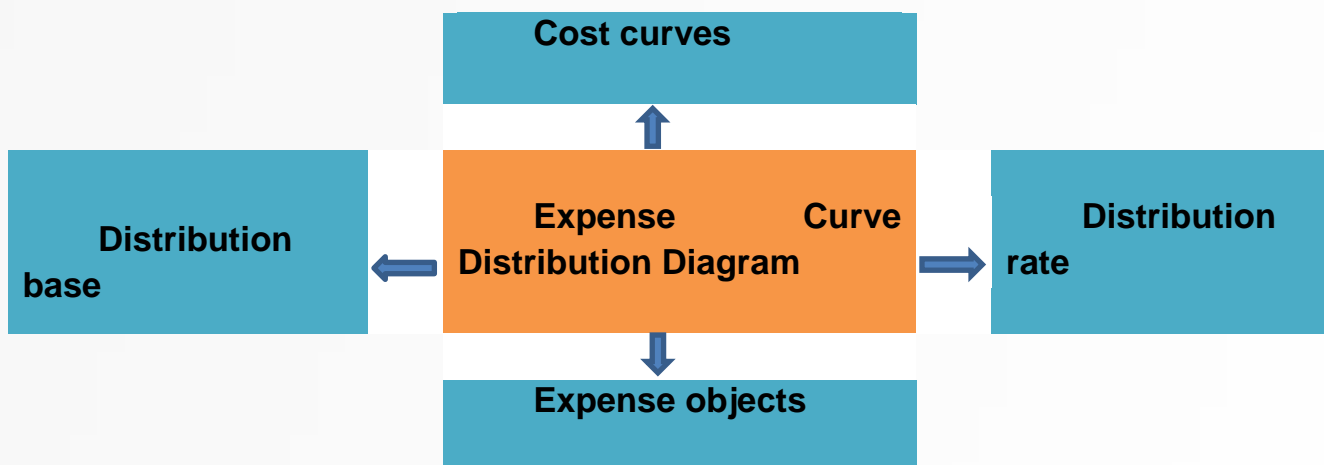 Cost curves
Distribution
base
Expense Curve
Distribution Diagram
Distribution
rate
Expense objects